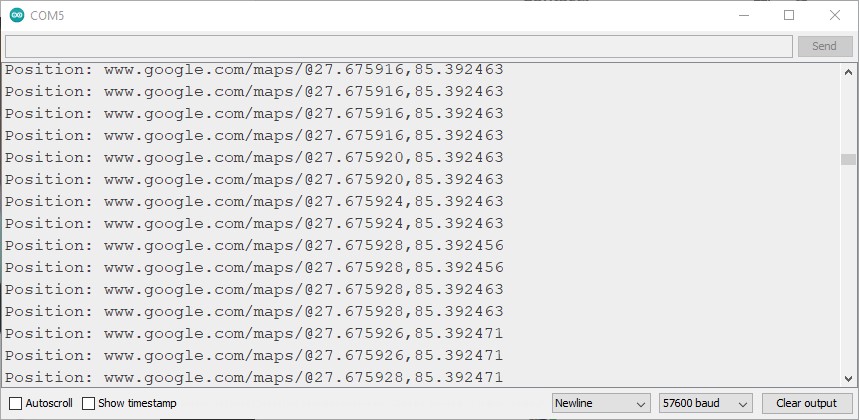 COM5
Send
Position: www.google.com/maps/@27.675916,85.392463
Position: www.google.com/maps/@27.675916,85.392463
Position: www.google.com/maps/@27.675916,85.392463
Position: www.google.com/maps/@27.675916,85.392463
Position: www.google.com/maps/@27.675920,85.392463
Position: www.google.com/maps/@27.675920,85.392463
Position: www.google.com/maps/@27.675924,85.392463
Position: www.google.com/maps/@27.675924,85.392463
Position: www.google.com/maps/@27.675928,85.392456
Position: www.google.com/maps/@27.675928,85.392456
Position: www.google.com/maps/@27.675928,85.392463
Position: www.google.com/maps/@27.675928,85.392463
Position: www.google.com/maps/@27.675926,85.392471
Position: www.google.com/maps/@27.675926,85.392471
Position: www.google.com/maps/@27.675928,85.392471
Autoscroll Show timestamp Newline 57600 baud Clear output